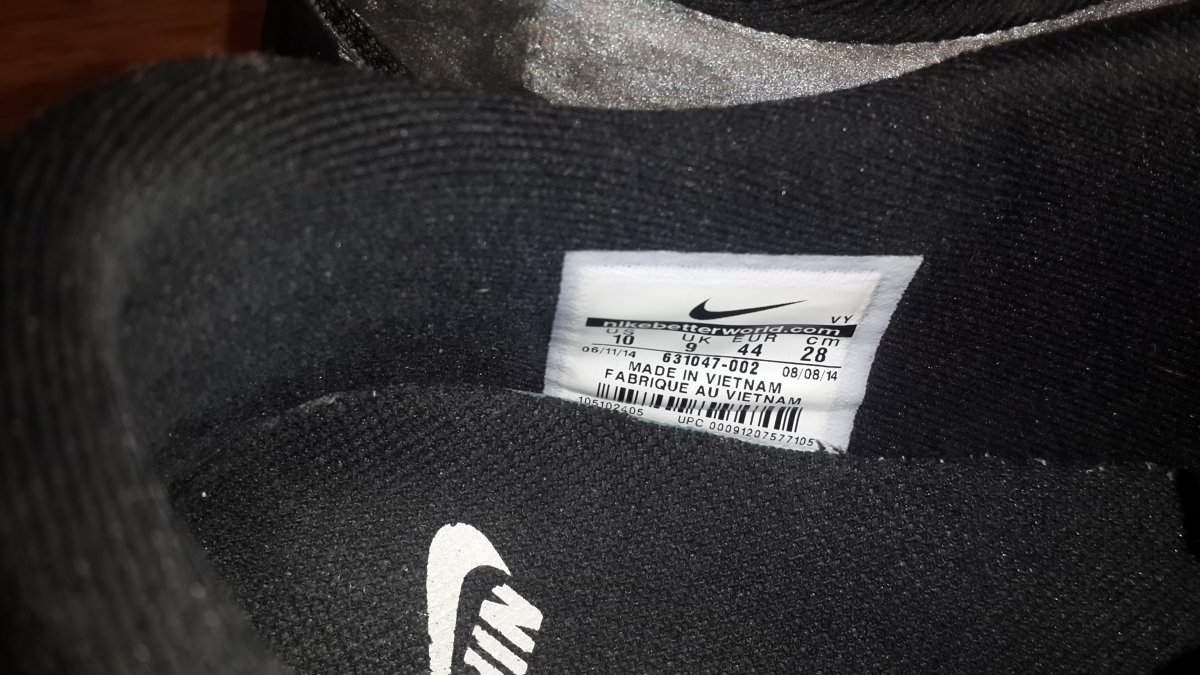 VY
nikebetterworld.com
US UK EUR cm
10 9 44 28
06/11/14 631047-002 08/08/14
MADE IN VIETNAM
FABRIQUE AU VIETNAM
105102405 UPC 00091207577105